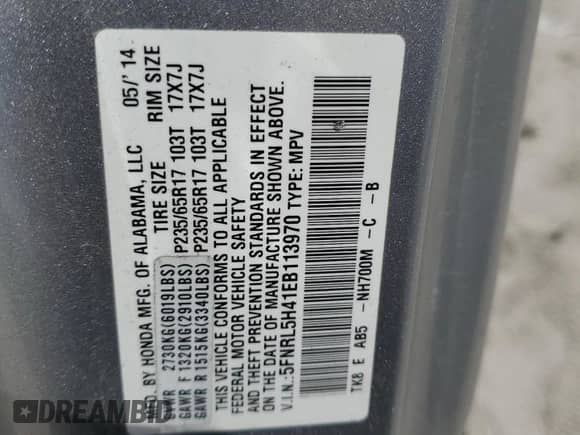 MFD. BY HONDA MFG. OF ALABAMA, LLC 05/'14
TIRE SIZE RIM SIZE
GVWR 2730KG(6019LBS)
GAWR F 1320KG(2910LBS) P235/65R17 103T 17X7J
GAWR R 1515KG(3340LBS) P235/65R17 103T 17X7J
THIS VEHICLE CONFORMS TO ALL APPLICABLE
FEDERAL MOTOR VEHICLE SAFETY
& THEFT PREVENTION STANDARDS IN EFFECT
ON THE DATE OF MANUFACTURE SHOWN ABOVE.
V.I.N.:5FNRL5H41EB113970 TYPE: MPV
TK8 E AB5 -NH700M -C -B
DREAMBID